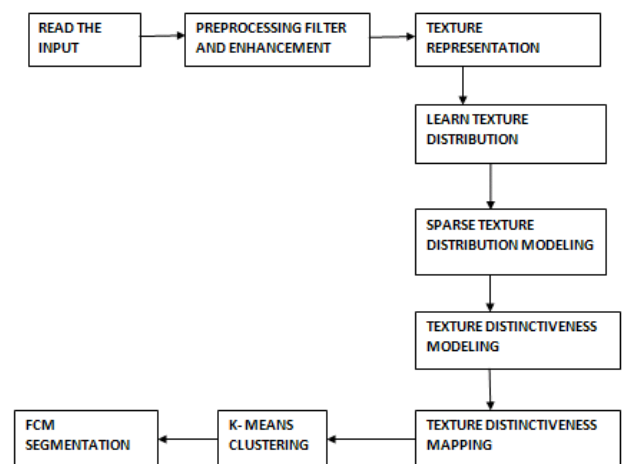 READ THE
INPUT
PREPROCESSING FILTER
AND ENHANCEMENT
TEXTURE
REPRESENTATION
LEARN TEXTURE
DISTRIBUTION
SPARSE TEXTURE
DISTRIBUTION MODELING
TEXTURE DISTINCTIVENESS
MODELING
TEXTURE DISTINCTIVENESS
MAPPING
K- MEANS
CLUSTERING
FCM
SEGMENTATION